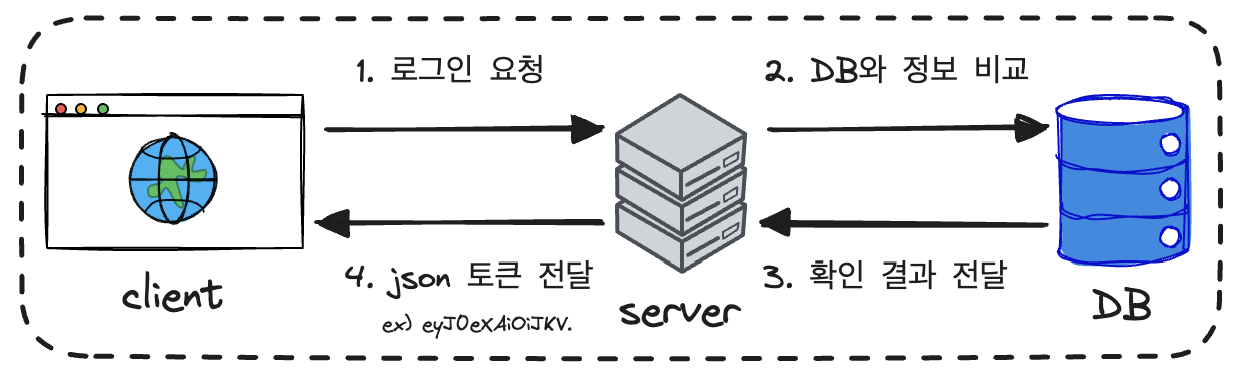 1. 로그인 요청
2. DB와 정보 비교
client
4. json 토큰 전달
ex) eyJ0eXAiOiJKV.
server
3. 확인 결과 전달
DB